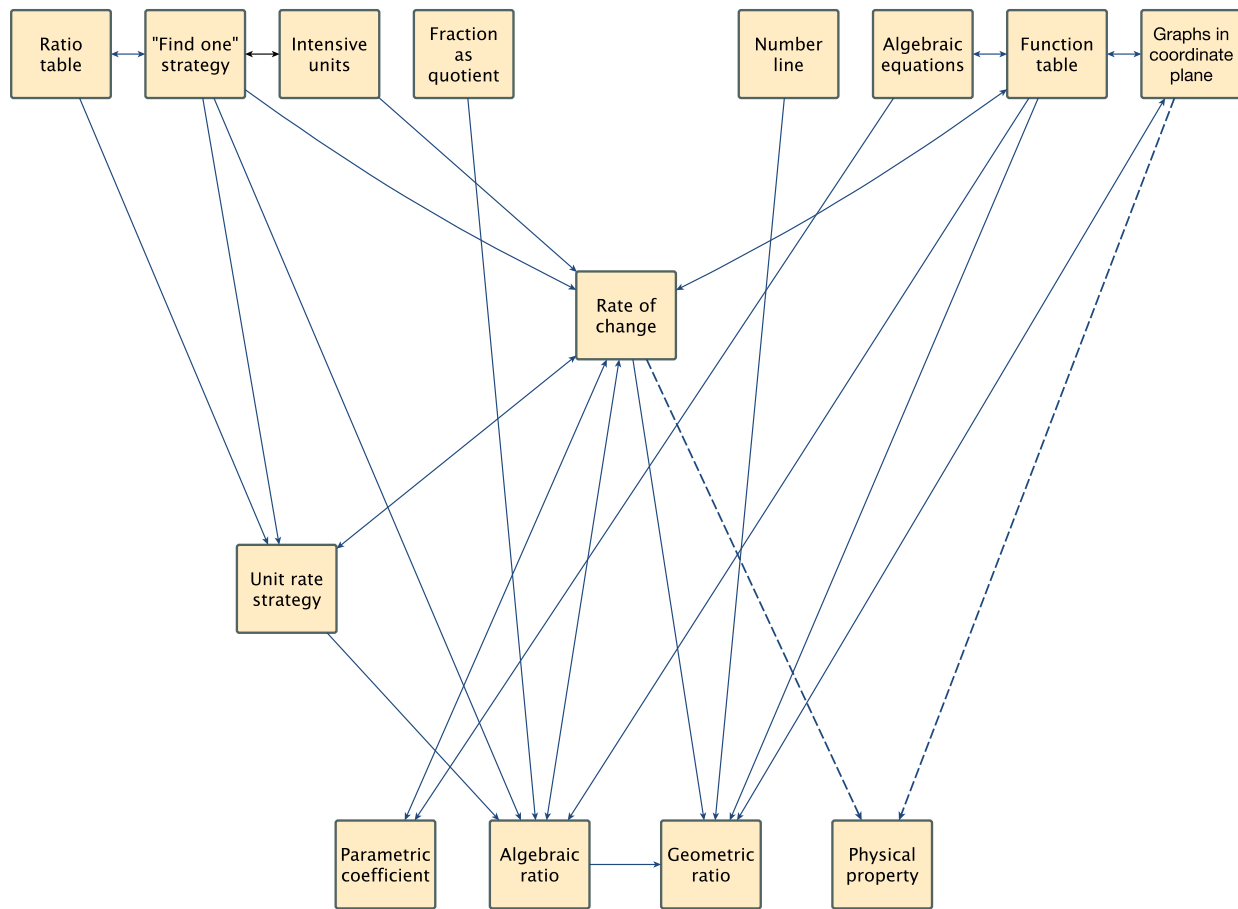 Ratio
table
"Find one"
strategy
Intensive
units
Fraction
as
quotient
Number
line
Algebraic
equations
Function
table
Graphs in
coordinate
plane
Rate of
change
Unit rate
strategy
Parametric
coefficient
Algebraic
ratio
Geometric
ratio
Physical
property